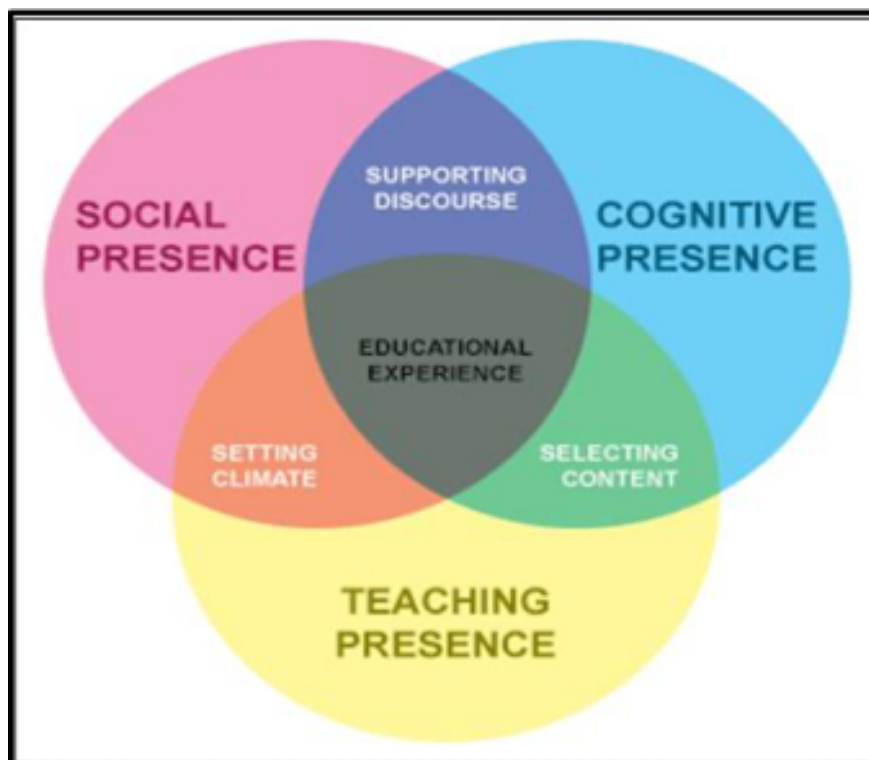 SUPPORTING
DISCOURSE
SOCIAL
PRESENCE
COGNITIVE
PRESENCE
EDUCATIONAL
EXPERIENCE
SETTING
CLIMATE
SELECTING
CONTENT
TEACHING
PRESENCE